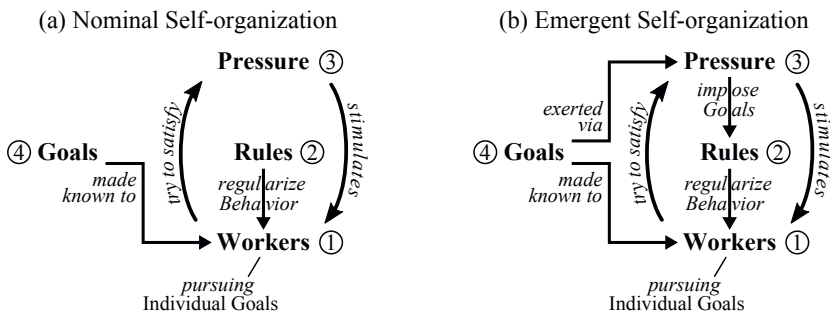 (a) Nominal Self-organization
Pressure ③
try to satisfy
stimulates
④ Goals
Rules ②
made
known to
regularize
Behavior
Workers ①
pursuing
Individual Goals
(b) Emergent Self-organization
Pressure ③
exerted
via
impose
Goals
try to satisfy
stimulates
④ Goals
Rules ②
made
known to
regularize
Behavior
Workers ①
pursuing
Individual Goals